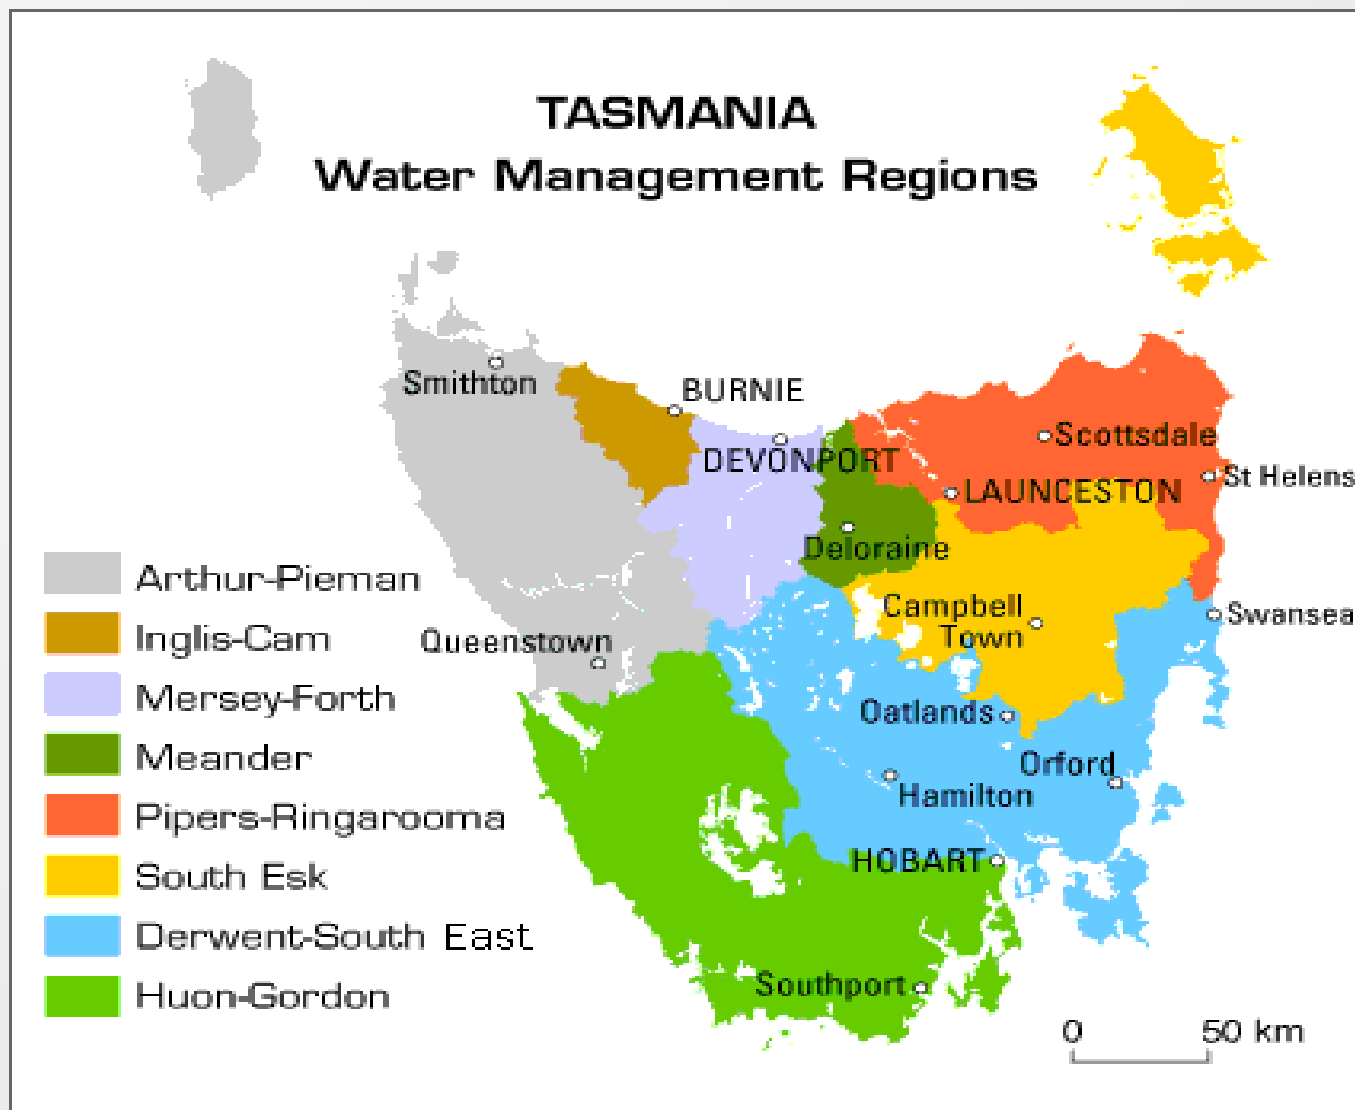 TASMANIA
Water Management Regions
Smithton
BURNIE
DEVONPORT
Scottsdale
St Helens
LAUNCESTON
Deloraine
Campbell
Town
Swansea
Queenstown
Oatlands
Orford
Hamilton
HOBART
Southport
Arthur-Pieman
Inglis-Cam
Mersey-Forth
Meander
Pipers-Ringarooma
South Esk
Derwent-South East
Huon-Gordon
0 50 km